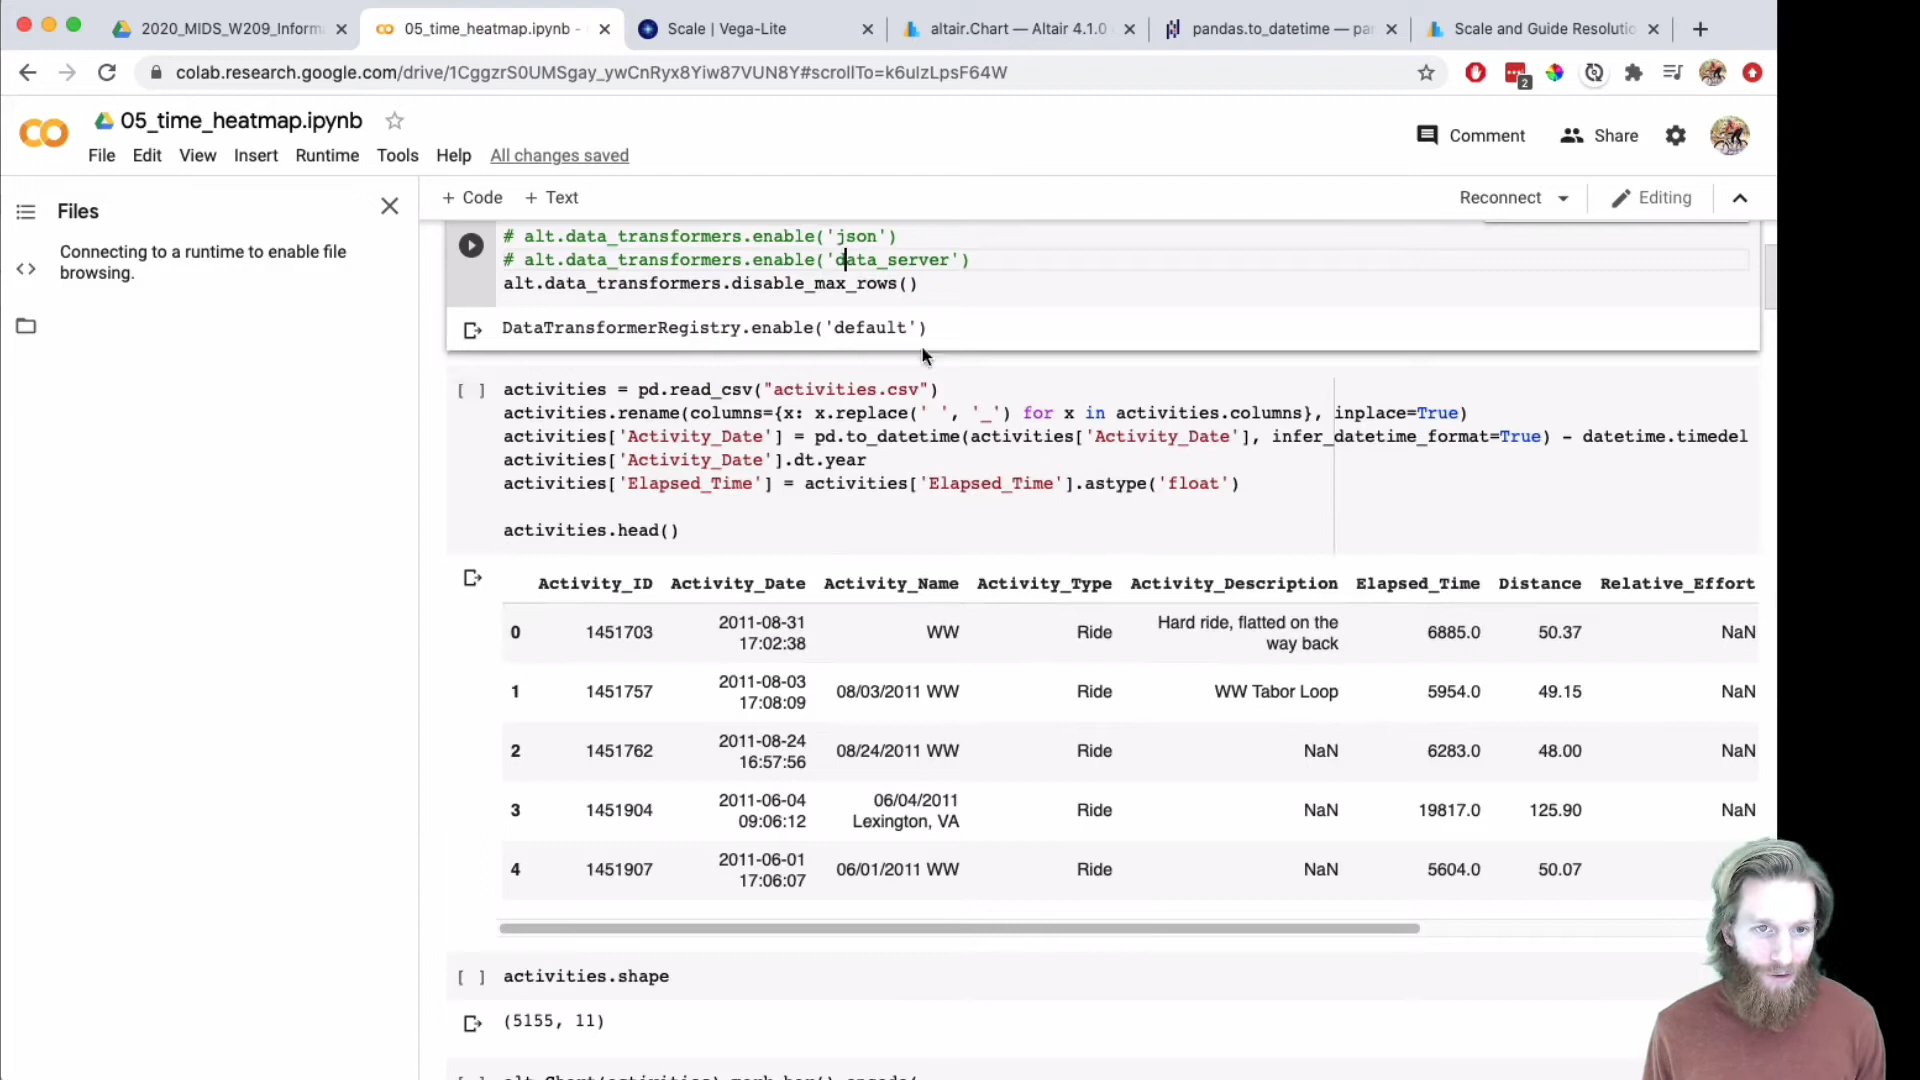 2020_MIDS_W209_Inform
05_time_heatmap.ipynb -
Scale | Vega-Lite
altair.Chart — Altair 4.1.0
pandas.to_datetime — pa
Scale and Guide Resolutio
colab.research.google.com/drive/1CggzrS0UMSgay_ywCnRyx8Yiw87VUN8Y#scrollTo=k6ulzLpsF64W
2
05_time_heatmap.ipynb
File Edit View Insert Runtime Tools Help All changes saved
Comment Share
Files
Connecting to a runtime to enable file
browsing.
+ Code + Text
Reconnect Editing
# alt.data_transformers.enable('json')
# alt.data_transformers.enable('data_server')
alt.data_transformers.disable_max_rows()
DataTransformerRegistry.enable('default')
[ ] activities = pd.read_csv("activities.csv")
activities.rename(columns={x: x.replace(' ', '_') for x in activities.columns}, inplace=True)
activities['Activity_Date'] = pd.to_datetime(activities['Activity_Date'], infer_datetime_format=True) - datetime.timedel
activities['Activity_Date'].dt.year
activities['Elapsed_Time'] = activities['Elapsed_Time'].astype('float')
activities.head()
Activity_ID Activity_Date Activity_Name Activity_Type Activity_Description Elapsed_Time Distance Relative_Effort
0 1451703 2011-08-31 17:02:38 WW Ride Hard ride, flatted on the way back 6885.0 50.37 NaN
1 1451757 2011-08-03 17:08:09 08/03/2011 WW Ride WW Tabor Loop 5954.0 49.15 NaN
2 1451762 2011-08-24 16:57:56 08/24/2011 WW Ride NaN 6283.0 48.00 NaN
3 1451904 2011-06-04 09:06:12 06/04/2011 Lexington, VA Ride NaN 19817.0 125.90 NaN
4 1451907 2011-06-01 17:06:07 06/01/2011 WW Ride NaN 5604.0 50.07
[ ] activities.shape
(5155, 11)